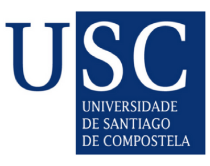 USC
UNIVERSIDADE
DE SANTIAGO
DE COMPOSTELA